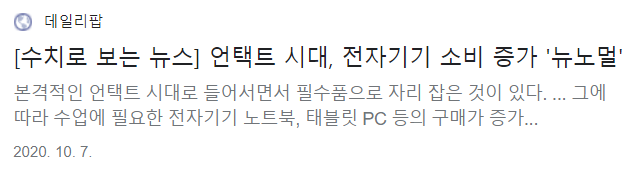 데일리팝
[수치로 보는 뉴스] 언택트 시대, 전자기기 소비 증가 '뉴노멀'
본격적인 언택트 시대로 들어서면서 필수품으로 자리 잡은 것이 있다. ... 그에
따라 수업에 필요한 전자기기 노트북, 태블릿 PC 등의 구매가 증가...
2020. 10. 7.